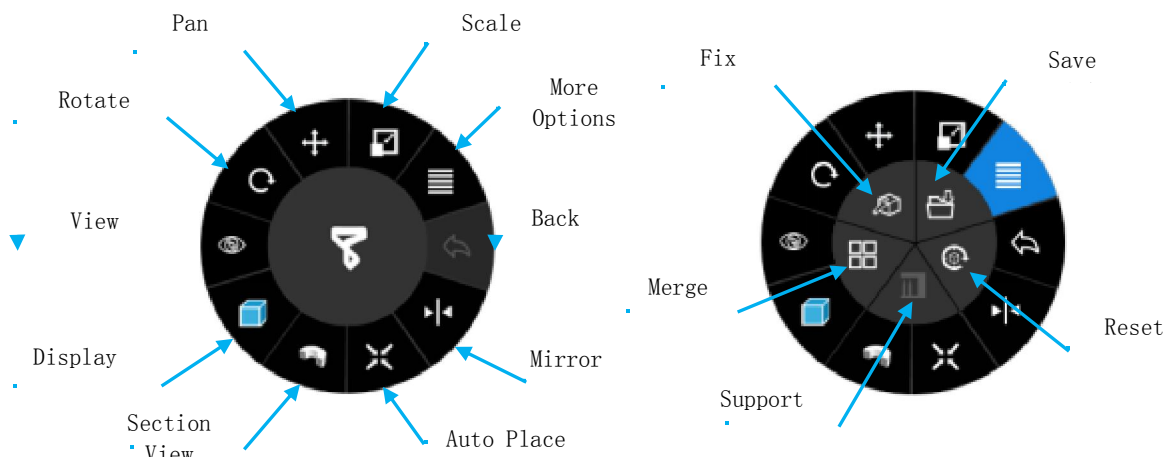 Pan
Scale
Rotate
More
Options
View
Back
Display
Mirror
Section
View
Auto Place
Fix
Save
Merge
Reset
Support